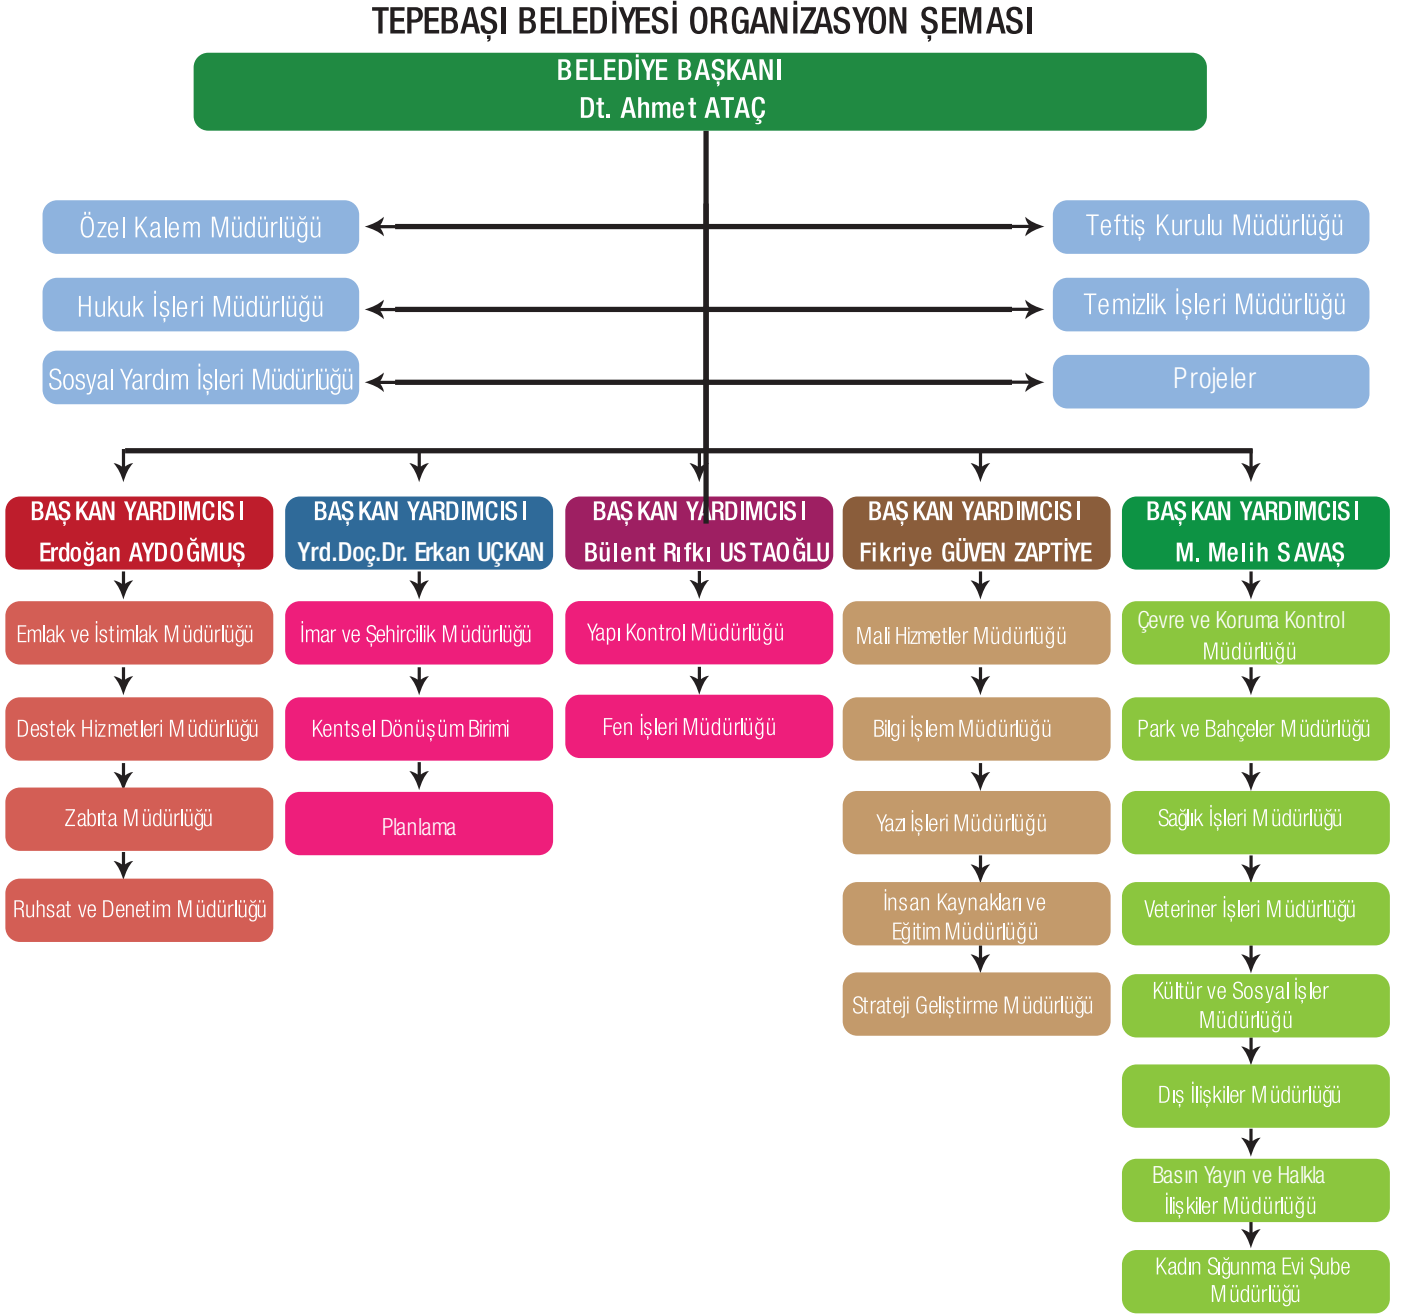 TEPEBAŞI BELEDİYESİ ORGANİZASYON ŞEMASI
BELEDİYE BAŞKANI
Dt. Ahmet ATAÇ
Özel Kalem Müdürlüğü
Teftiş Kurulu Müdürlüğü
Hukuk İşleri Müdürlüğü
Temizlik İşleri Müdürlüğü
Sosyal Yardım İşleri Müdürlüğü
Projeler
BAŞKAN YARDIMCISI
Erdoğan AYDOĞMUŞ
Emlak ve İstimlak Müdürlüğü
Destek Hizmetleri Müdürlüğü
Zabıta Müdürlüğü
Ruhsat ve Denetim Müdürlüğü
BAŞKAN YARDIMCISI
Yrd.Doç.Dr. Erkan UÇKAN
İmar ve Şehircilik Müdürlüğü
Kentsel Dönüşüm Birimi
Planlama
BAŞKAN YARDIMCISI
Bülent Rıfkı USTAOĞLU
Yapı Kontrol Müdürlüğü
Fen İşleri Müdürlüğü
BAŞKAN YARDIMCISI
Fikriye GÜVEN ZAPTİYE
Mali Hizmetler Müdürlüğü
Bilgi İşlem Müdürlüğü
Yazı İşleri Müdürlüğü
İnsan Kaynakları ve
Eğitim Müdürlüğü
Strateji Geliştirme Müdürlüğü
BAŞKAN YARDIMCISI
M. Melih SAVAŞ
Çevre ve Koruma Kontrol
Müdürlüğü
Park ve Bahçeler Müdürlüğü
Sağlık İşleri Müdürlüğü
Veteriner İşleri Müdürlüğü
Kültür ve Sosyal İşler
Müdürlüğü
Dış İlişkiler Müdürlüğü
Basın Yayın ve Halkla
İlişkiler Müdürlüğü
Kadın Sığunma Evi Şube
Müdürlüğü